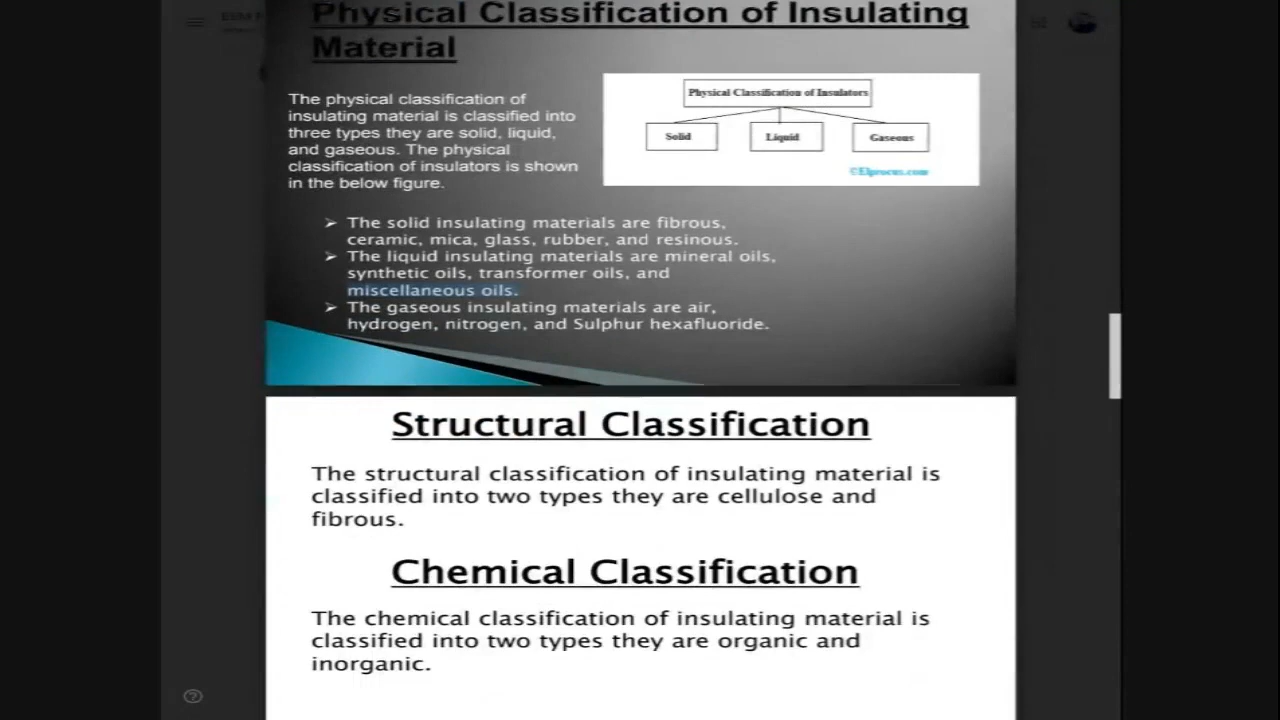 Physical Classification of Insulating
Material
The physical classification of
insulating material is classified into
three types they are solid, liquid,
and gaseous. The physical
classification of insulators is shown
in the below figure.
Physical Classification of Insulators
Solid
Liquid
Gaseous
©Elprocus.com
➢ The solid insulating materials are fibrous,
ceramic, mica, glass, rubber, and resinous.
➢ The liquid insulating materials are mineral oils,
synthetic oils, transformer oils, and
miscellaneous oils.
➢ The gaseous insulating materials are air,
hydrogen, nitrogen, and Sulphur hexafluoride.
Structural Classification
The structural classification of insulating material is
classified into two types they are cellulose and
fibrous.
Chemical Classification
The chemical classification of insulating material is
classified into two types they are organic and
inorganic.